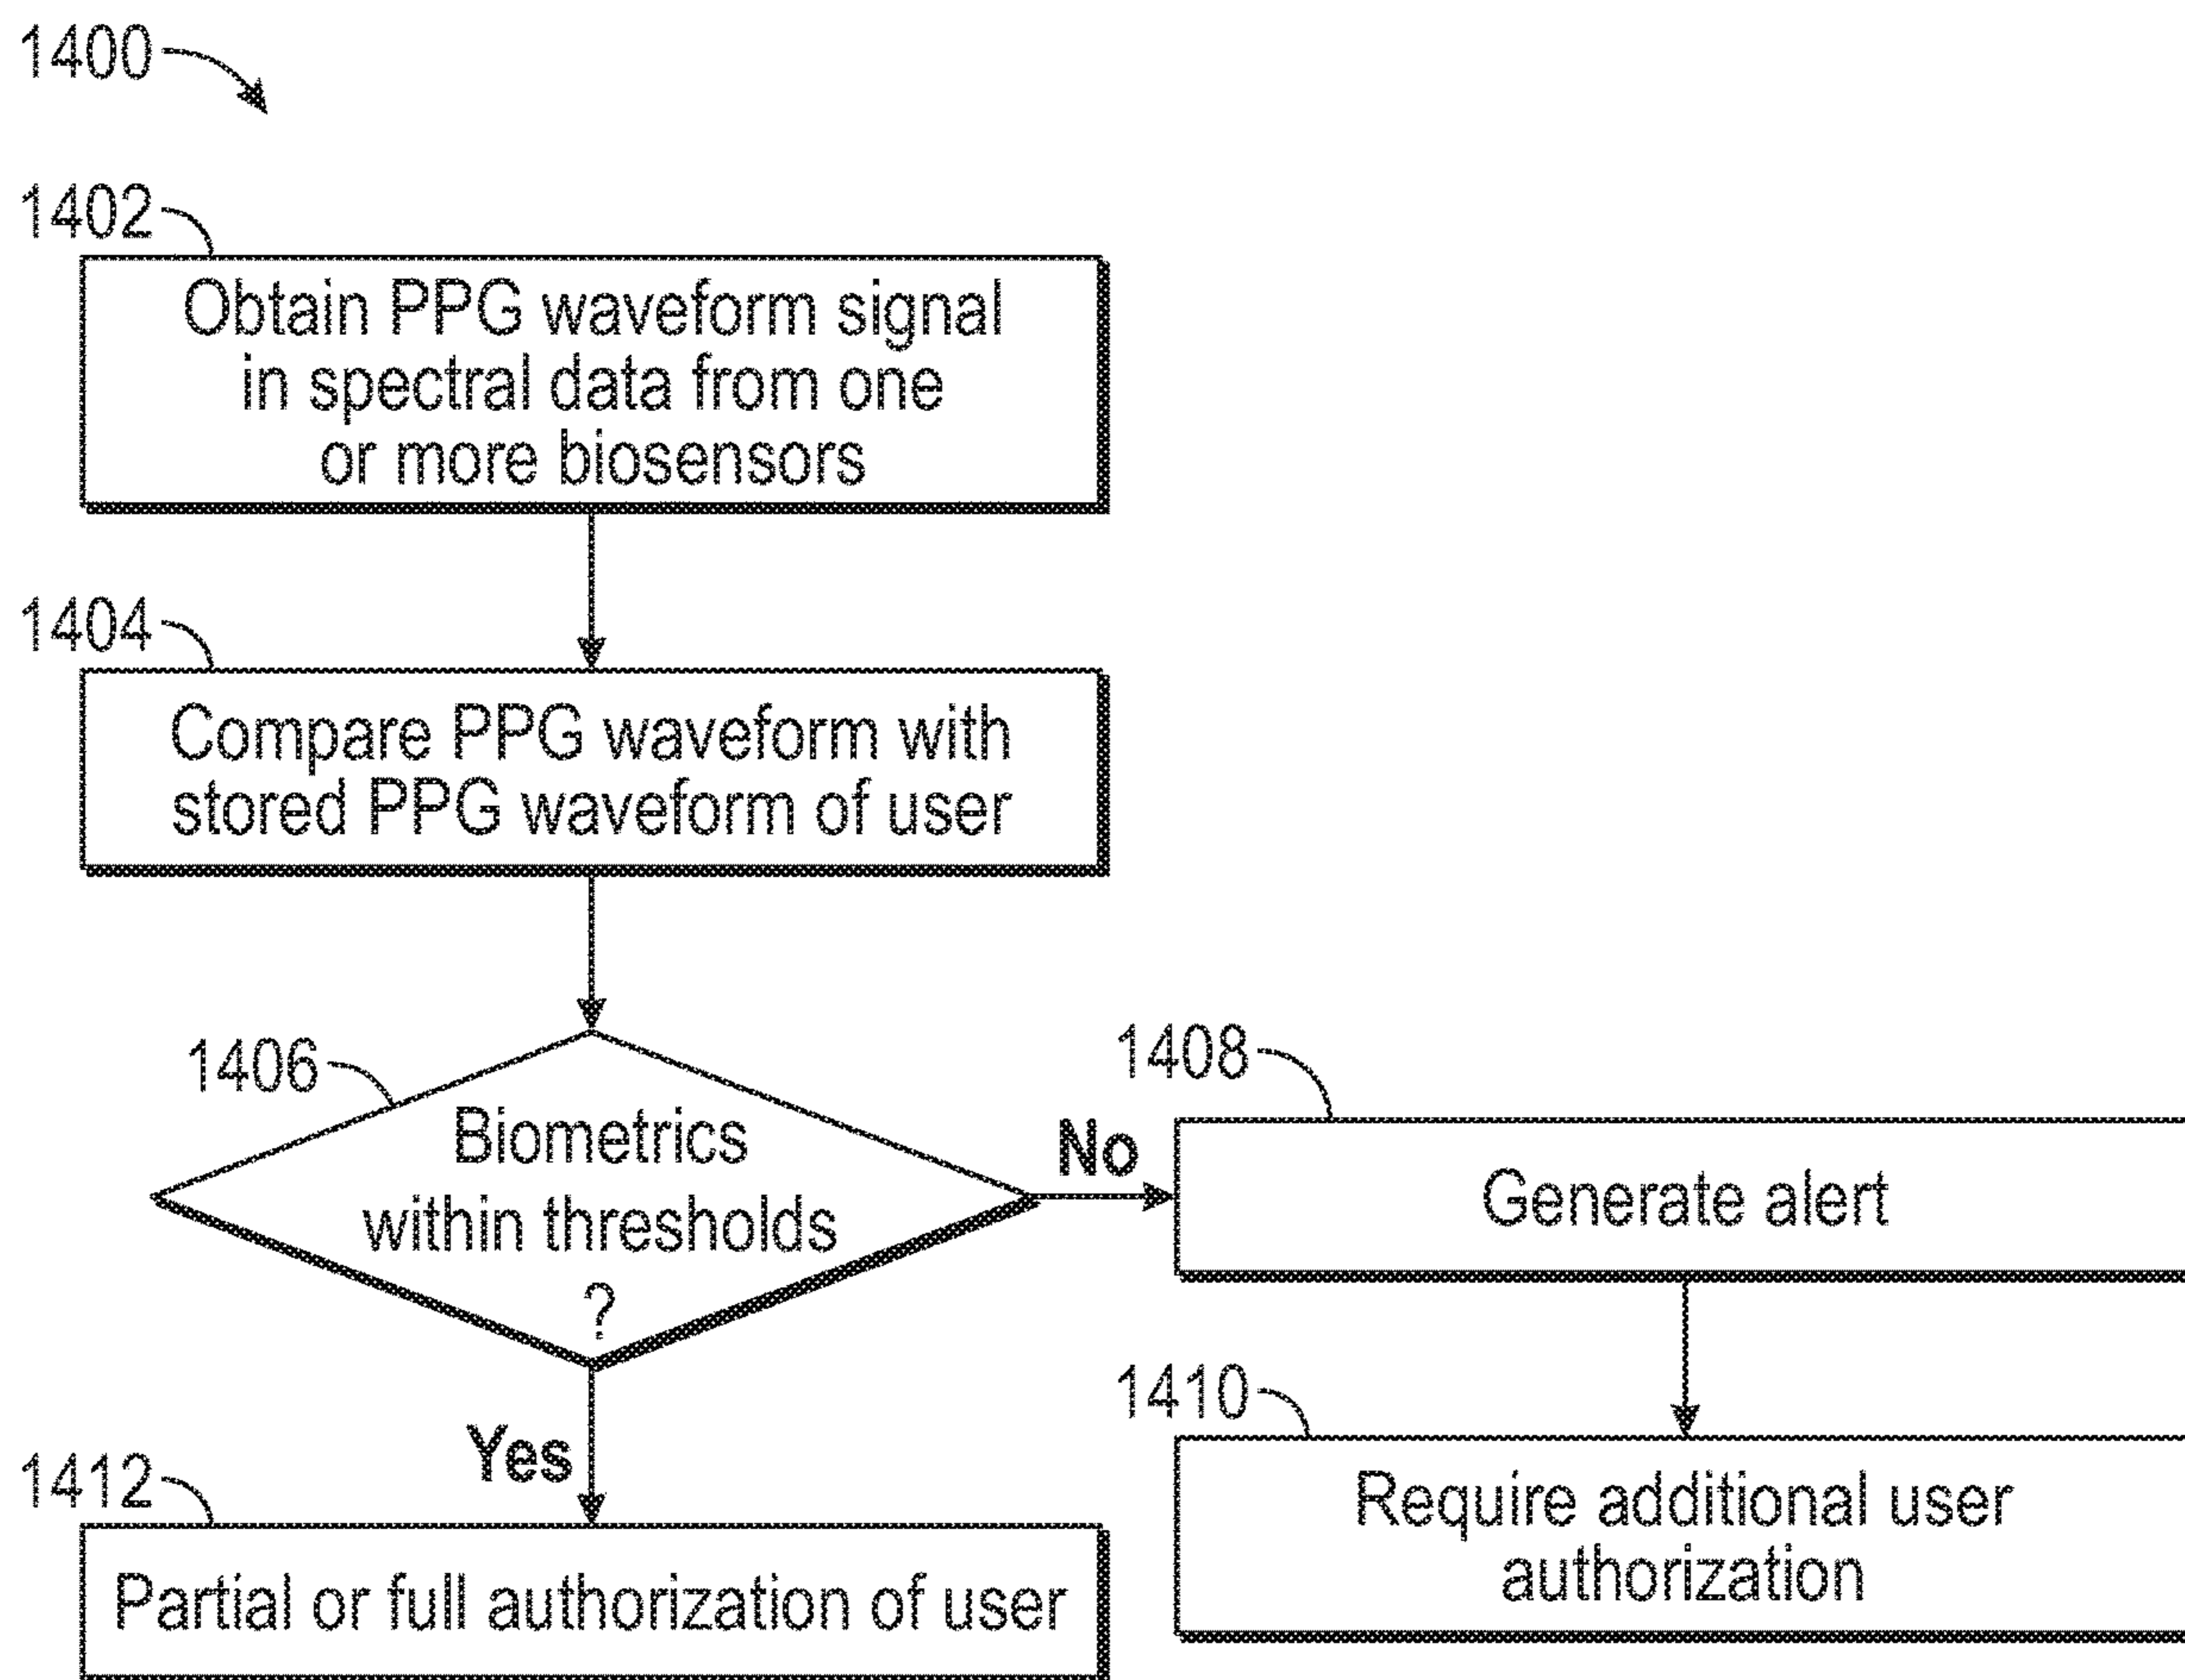 1400
1402
Obtain PPG waveform signal
in spectral data from one
or more biosensors
1404
Compare PPG waveform with
stored PPG waveform of user
1406
Biometrics
within thresholds
?
No
1408
Generate alert
1410
Require additional user
authorization
Yes
1412
Partial or full authorization of user